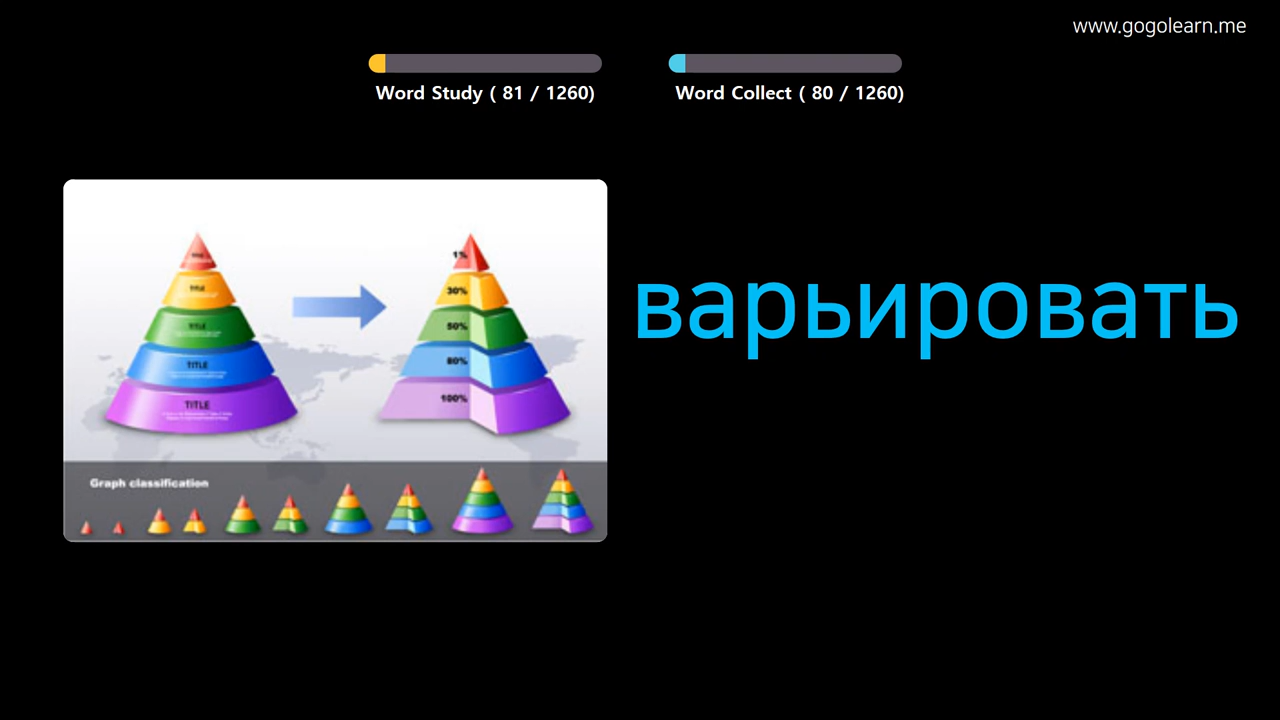 www.gogolearn.me
Word Study ( 81 / 1260)
Word Collect ( 80 / 1260)
варьировать
TITLE
TITLE
TITLE
TITLE
1%
30%
50%
80%
100%
Graph classification